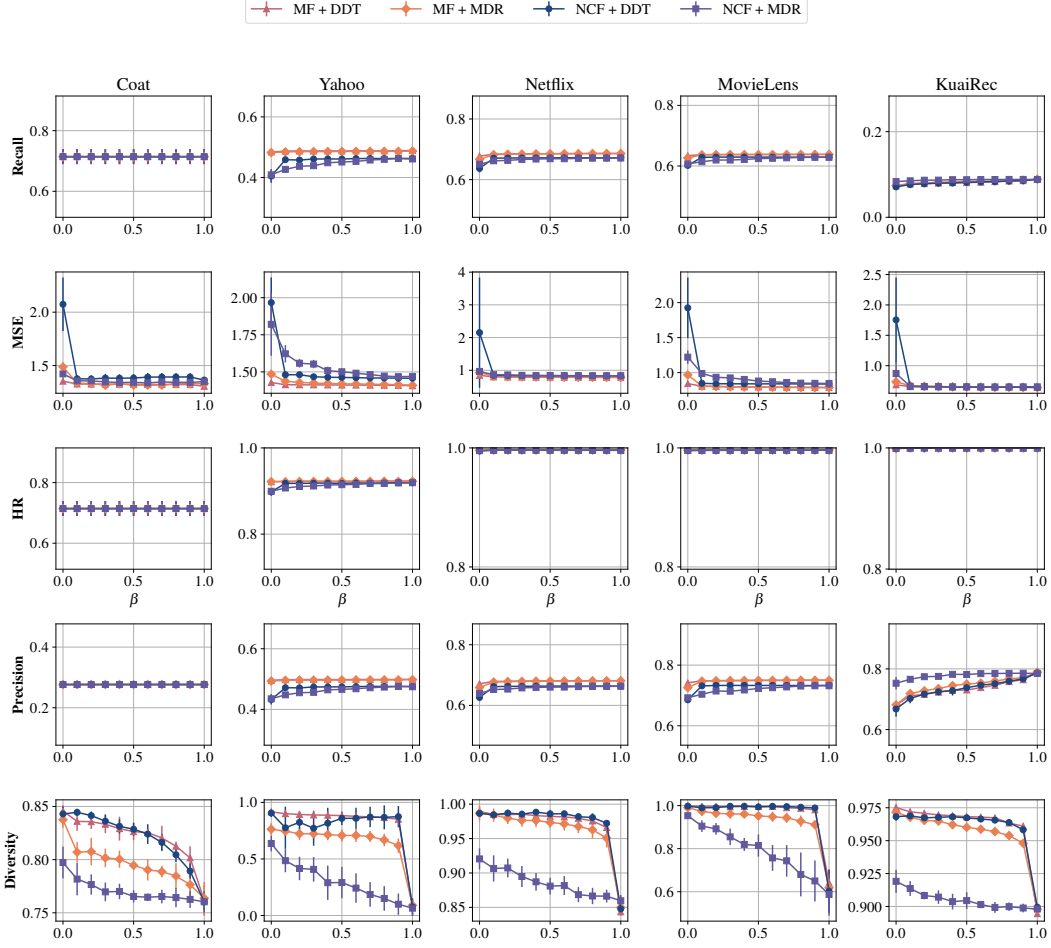 MF + DDT MF + MDR NCF + DDT NCF + MDR
Coat Yahoo Netflix MovieLens KuaiRec
Recall
0.8
0.6
0.0 0.5 1.0
0.6
0.4
0.0 0.5 1.0
0.8
0.6
0.0 0.5 1.0
0.8
0.6
0.0 0.5 1.0
0.2
0.0
0.0 0.5 1.0
MSE
2.0
1.5
0.0 0.5 1.0
2.00
1.75
1.50
0.0 0.5 1.0
4
3
2
1
0.0 0.5 1.0
2.0
1.5
1.0
0.0 0.5 1.0
2.5
2.0
1.5
1.0
0.0 0.5 1.0
HR
0.8
0.6
0.0 0.5 1.0
β
1.0
0.8
0.0 0.5 1.0
β
1.0
0.8
0.0 0.5 1.0
β
1.0
0.8
0.0 0.5 1.0
β
1.0
0.8
0.0 0.5 1.0
β
Precision
0.4
0.2
0.0 0.5 1.0
0.6
0.4
0.0 0.5 1.0
0.8
0.6
0.0 0.5 1.0
0.8
0.6
0.0 0.5 1.0
0.8
0.6
0.0 0.5 1.0
Diversity
0.85
0.80
0.75
0.0 0.5 1.0
1.0
0.5
0.0
0.0 0.5 1.0
1.00
0.95
0.90
0.85
0.0 0.5 1.0
1.0
0.9
0.8
0.7
0.6
0.0 0.5 1.0
0.975
0.950
0.925
0.900
0.0 0.5 1.0